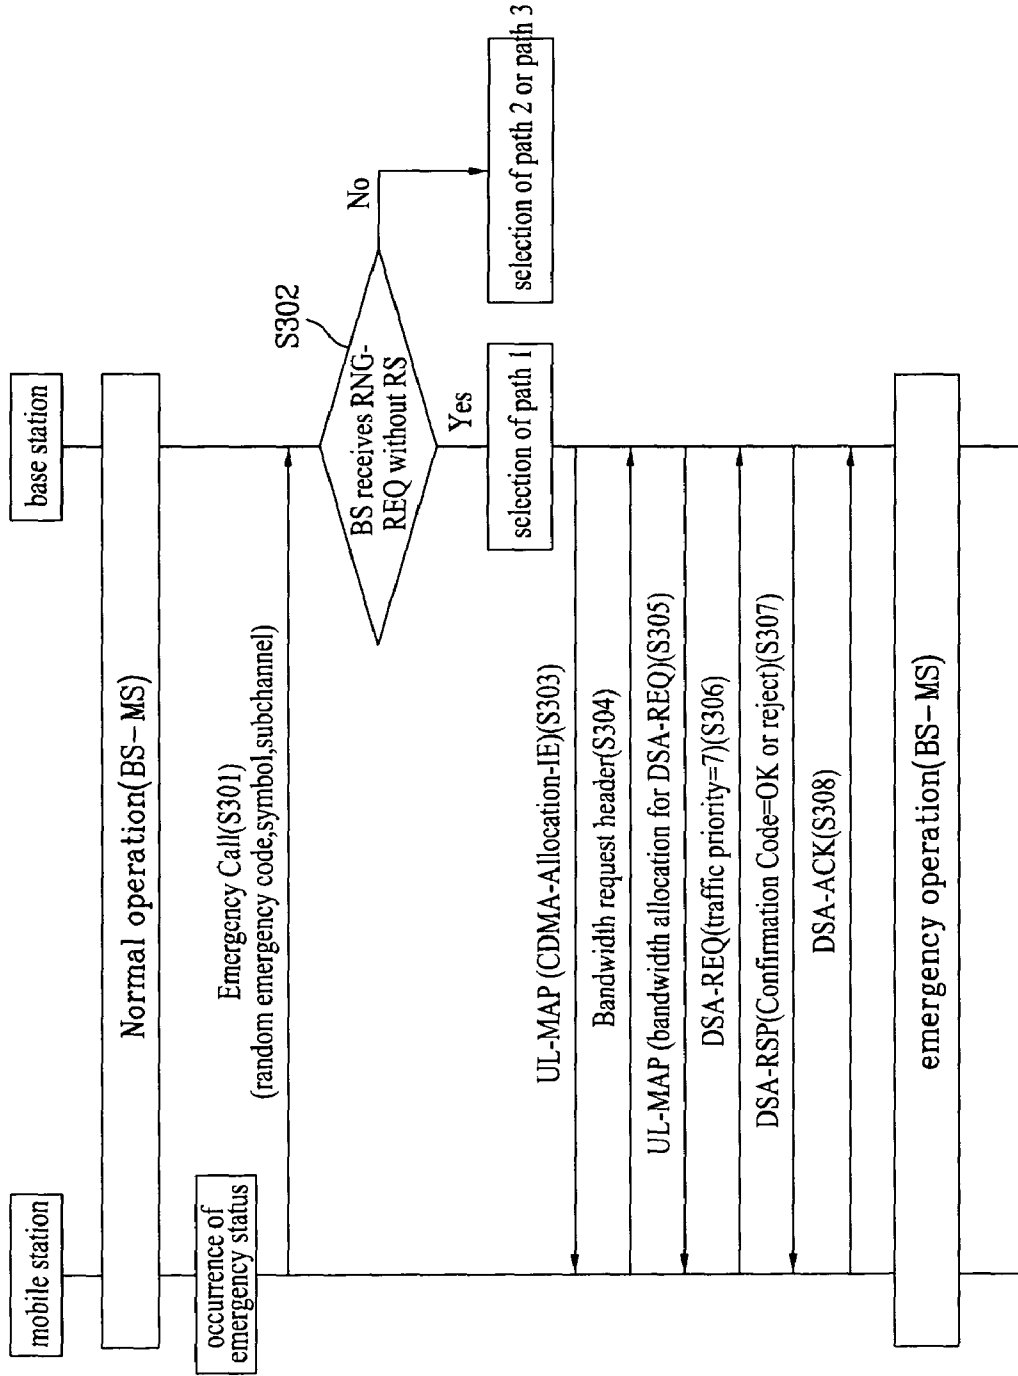 mobile station
base station
Normal operation(BS-MS)
occurrence of
emergency status
Emergency Call(S301)
(random emergency code,symbol,subchannel)
S302
BS receives RNG-
REQ without RS
No
Yes
selection of path 1
selection of path 2 or path 3
UL-MAP (CDMA-Allocation-IE)(S303)
Bandwidth request header(S304)
UL-MAP (bandwidth allocation for DSA-REQ)(S305)
DSA-REQ(traffic priority=7)(S306)
DSA-RSP(Confirmation Code=OK or reject)(S307)
DSA-ACK(S308)
emergency operation(BS-MS)